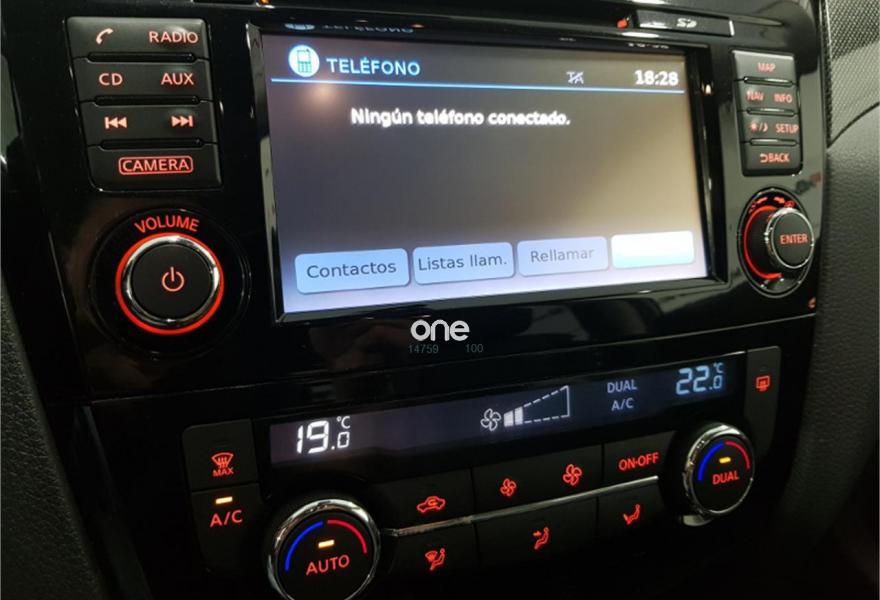 RADIO
CD AUX
CAMERA
VOLUME
TELÉFONO
TA 18:28
Ningún teléfono conectado.
Contactos Listas llam. Rellamar
SD
MAP
NAV INFO
SETUP
BACK
ENTER
one
14759 100
19.0 °C
DUAL
A/C
22.0 °C
MAX
A/C
AUTO
ON·OFF
DUAL